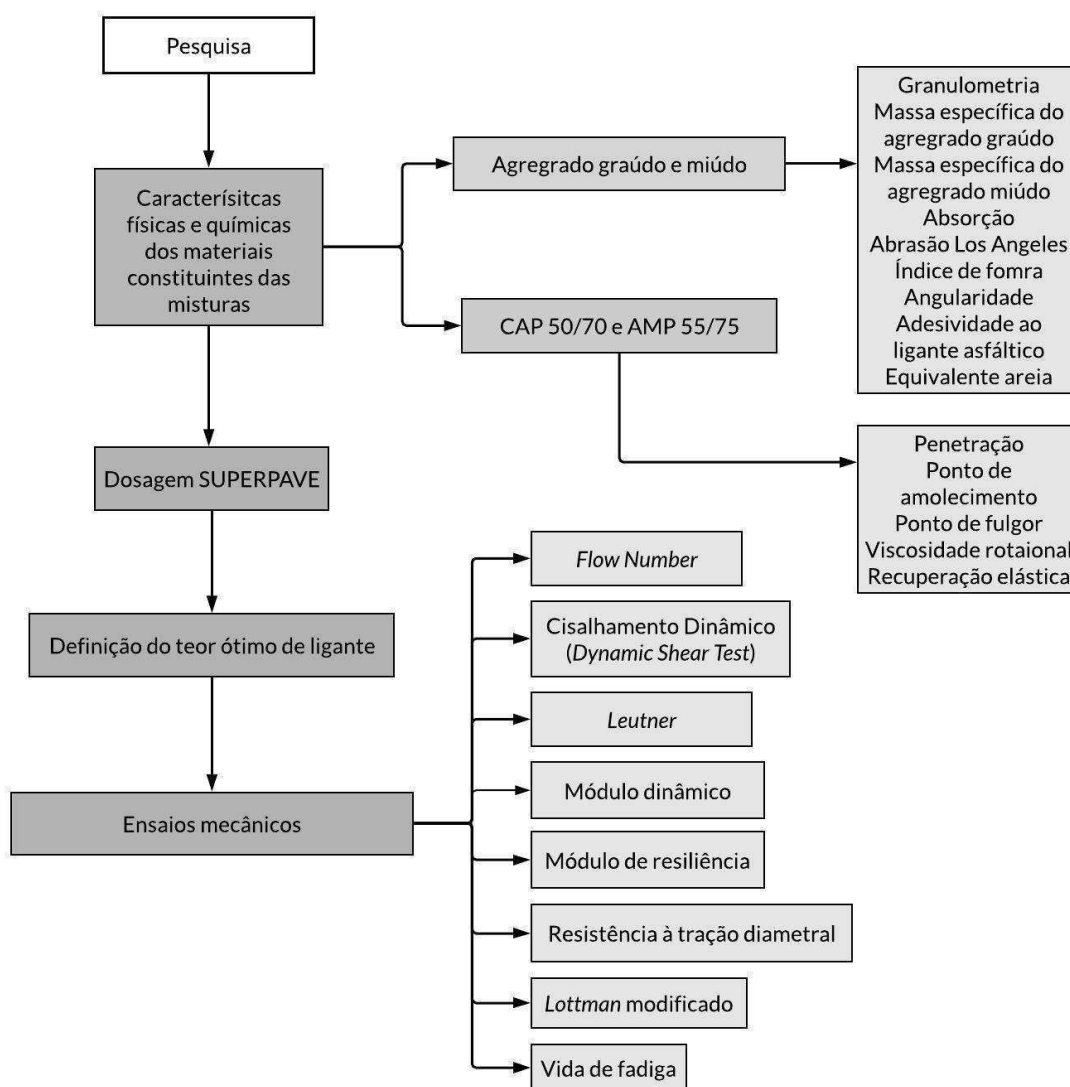 Pesquisa
Caracterísitcas
físicas e químicas
dos materiais
constituintes das
misturas
Agregado graúdo e miúdo
CAP 50/70 e AMP 55/75
Granulometria
Massa específica do
agregrado graúdo
Massa específica do
agregrado miúdo
Absorção
Abrasão Los Angeles
Índice de fomra
Angularidade
Adesividade ao
ligante asfáltico
Equivalente areia
Penetração
Ponto de
amolecimento
Ponto de fulgor
Viscosidade rotaional
Recuperação elástica
Dosagem SUPERPAVE
Definição do teor ótimo de ligante
Ensaios mecânicos
Flow Number
Cisalhamento Dinâmico
(Dynamic Shear Test)
Leutner
Módulo dinâmico
Módulo de resiliência
Resistência à tração diametral
Lottman modificado
Vida de fadiga